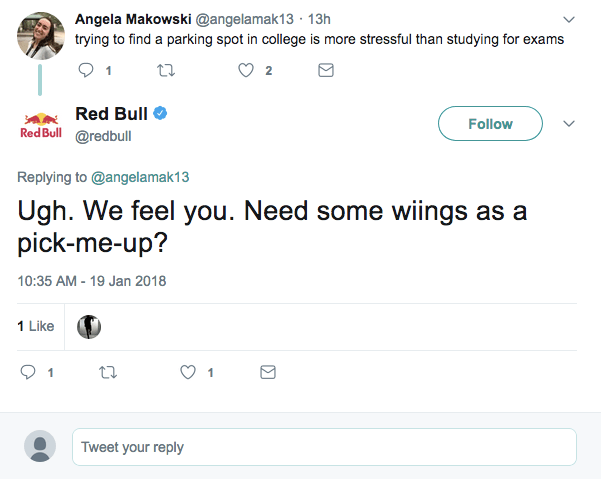 Angela Makowski @angelamak13 · 13h
trying to find a parking spot in college is more stressful than studying for exams
1 2
Red Bull
@redbull
Red Bull
Follow
Replying to @angelamak13
Ugh. We feel you. Need some wiings as a
pick-me-up?
10:35 AM - 19 Jan 2018
1 Like
1 1
Tweet your reply